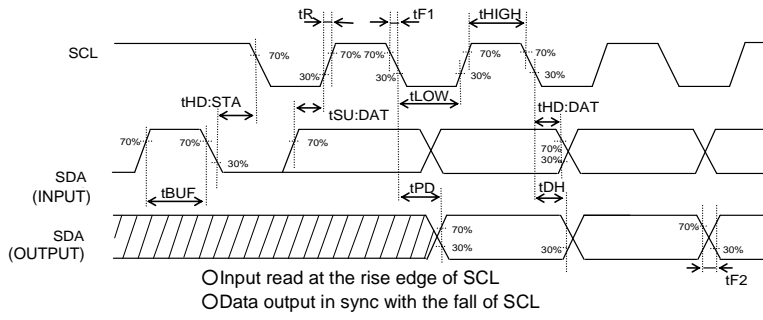 tR tF1 tHIGH
SCL 70% 70% 70% 70% 70%
30% 30% 30% 30%
tHD:STA tSU:DAT tLOW tHD:DAT
70% 70% 70% 70%
30% 30%
SDA
(INPUT)
tBUF tPD tDH
SDA
(OUTPUT)
70% 70%
30% 30% 30%
tF2
○Input read at the rise edge of SCL
○Data output in sync with the fall of SCL